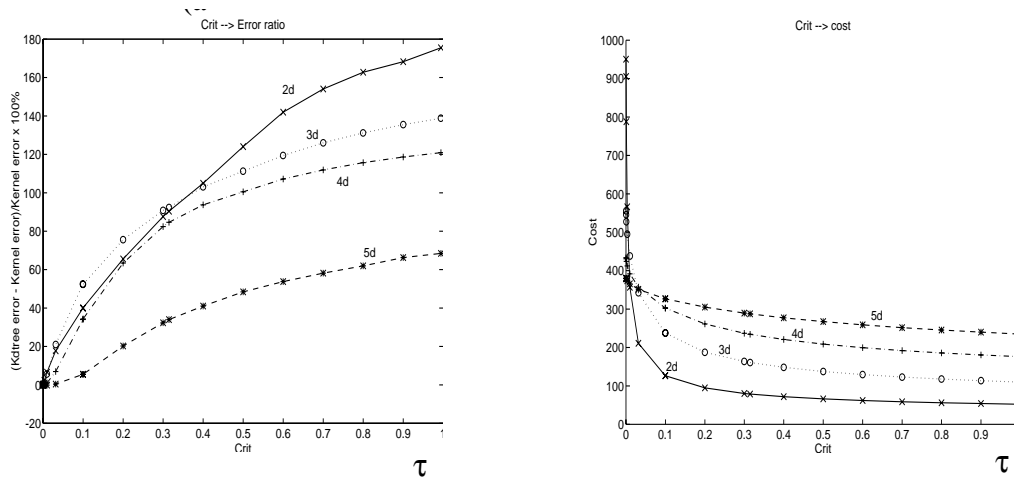 Crit --> Error ratio
(Kdtree error - Kernel error)/Kernel error x 100%
180
160
140
120
100
80
60
40
20
0
-20
2d
3d
4d
5d
0 0.1 0.2 0.3 0.4 0.5 0.6 0.7 0.8 0.9 1
Crit
τ
Crit --> cost
Cost
1000
900
800
700
600
500
400
300
200
100
0
5d
4d
3d
2d
0 0.1 0.2 0.3 0.4 0.5 0.6 0.7 0.8 0.9
Crit
τ